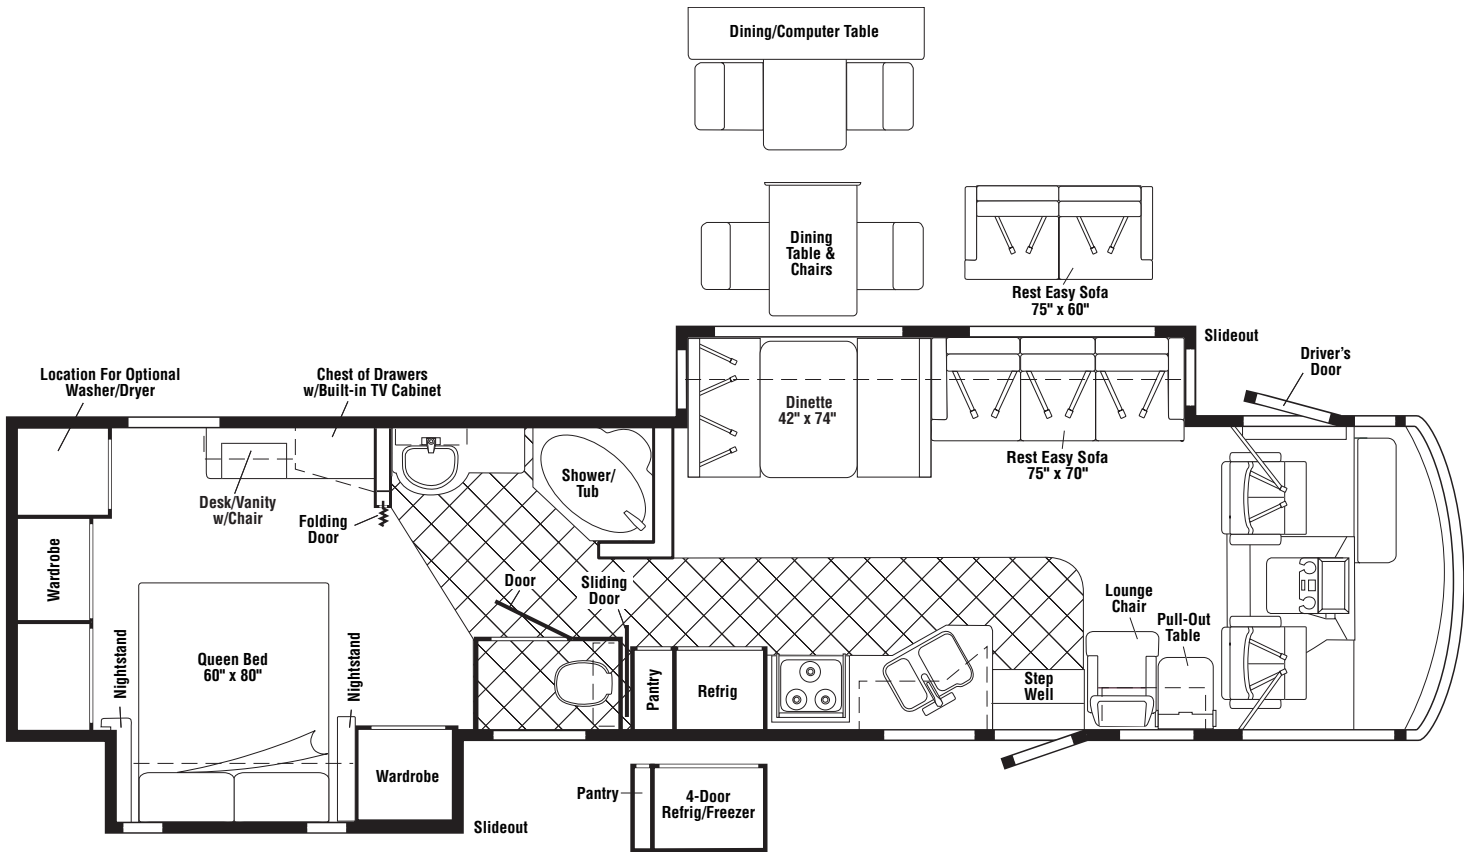 Dining/Computer Table
Dining
Table &
Chairs
Rest Easy Sofa
75" x 60"
Slideout
Driver's
Door
Location For Optional
Washer/Dryer
Chest of Drawers
w/Built-in TV Cabinet
Dinette
42" x 74"
Rest Easy Sofa
75" x 70"
Shower/
Tub
Desk/Vanity
w/Chair
Folding
Door
Wardrobe
Door
Sliding
Door
Lounge
Chair
Pull-Out
Table
Nightstand
Queen Bed
60" x 80"
Nightstand
Pantry
Refrig
Step
Well
Wardrobe
Pantry
4-Door
Refrig/Freezer
Slideout